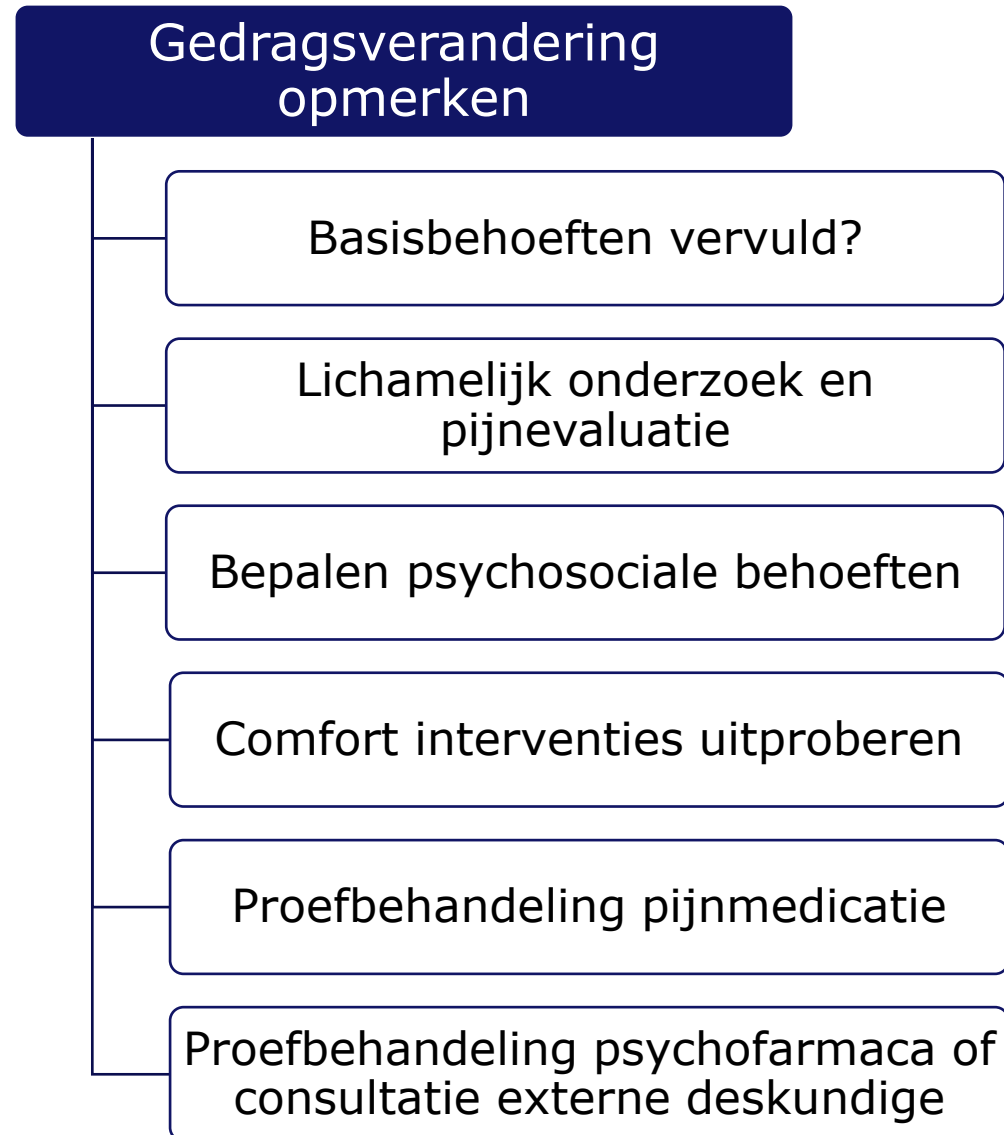 Gedragsverandering
opmerken
Basisbehoeften vervuld?
Lichamelijk onderzoek en
pijnevaluatie
Bepalen psychosociale behoeften
Comfort interventies uitproberen
Proefbehandeling pijnmedicatie
Proefbehandeling psychofarmaca of
consultatie externe deskundige